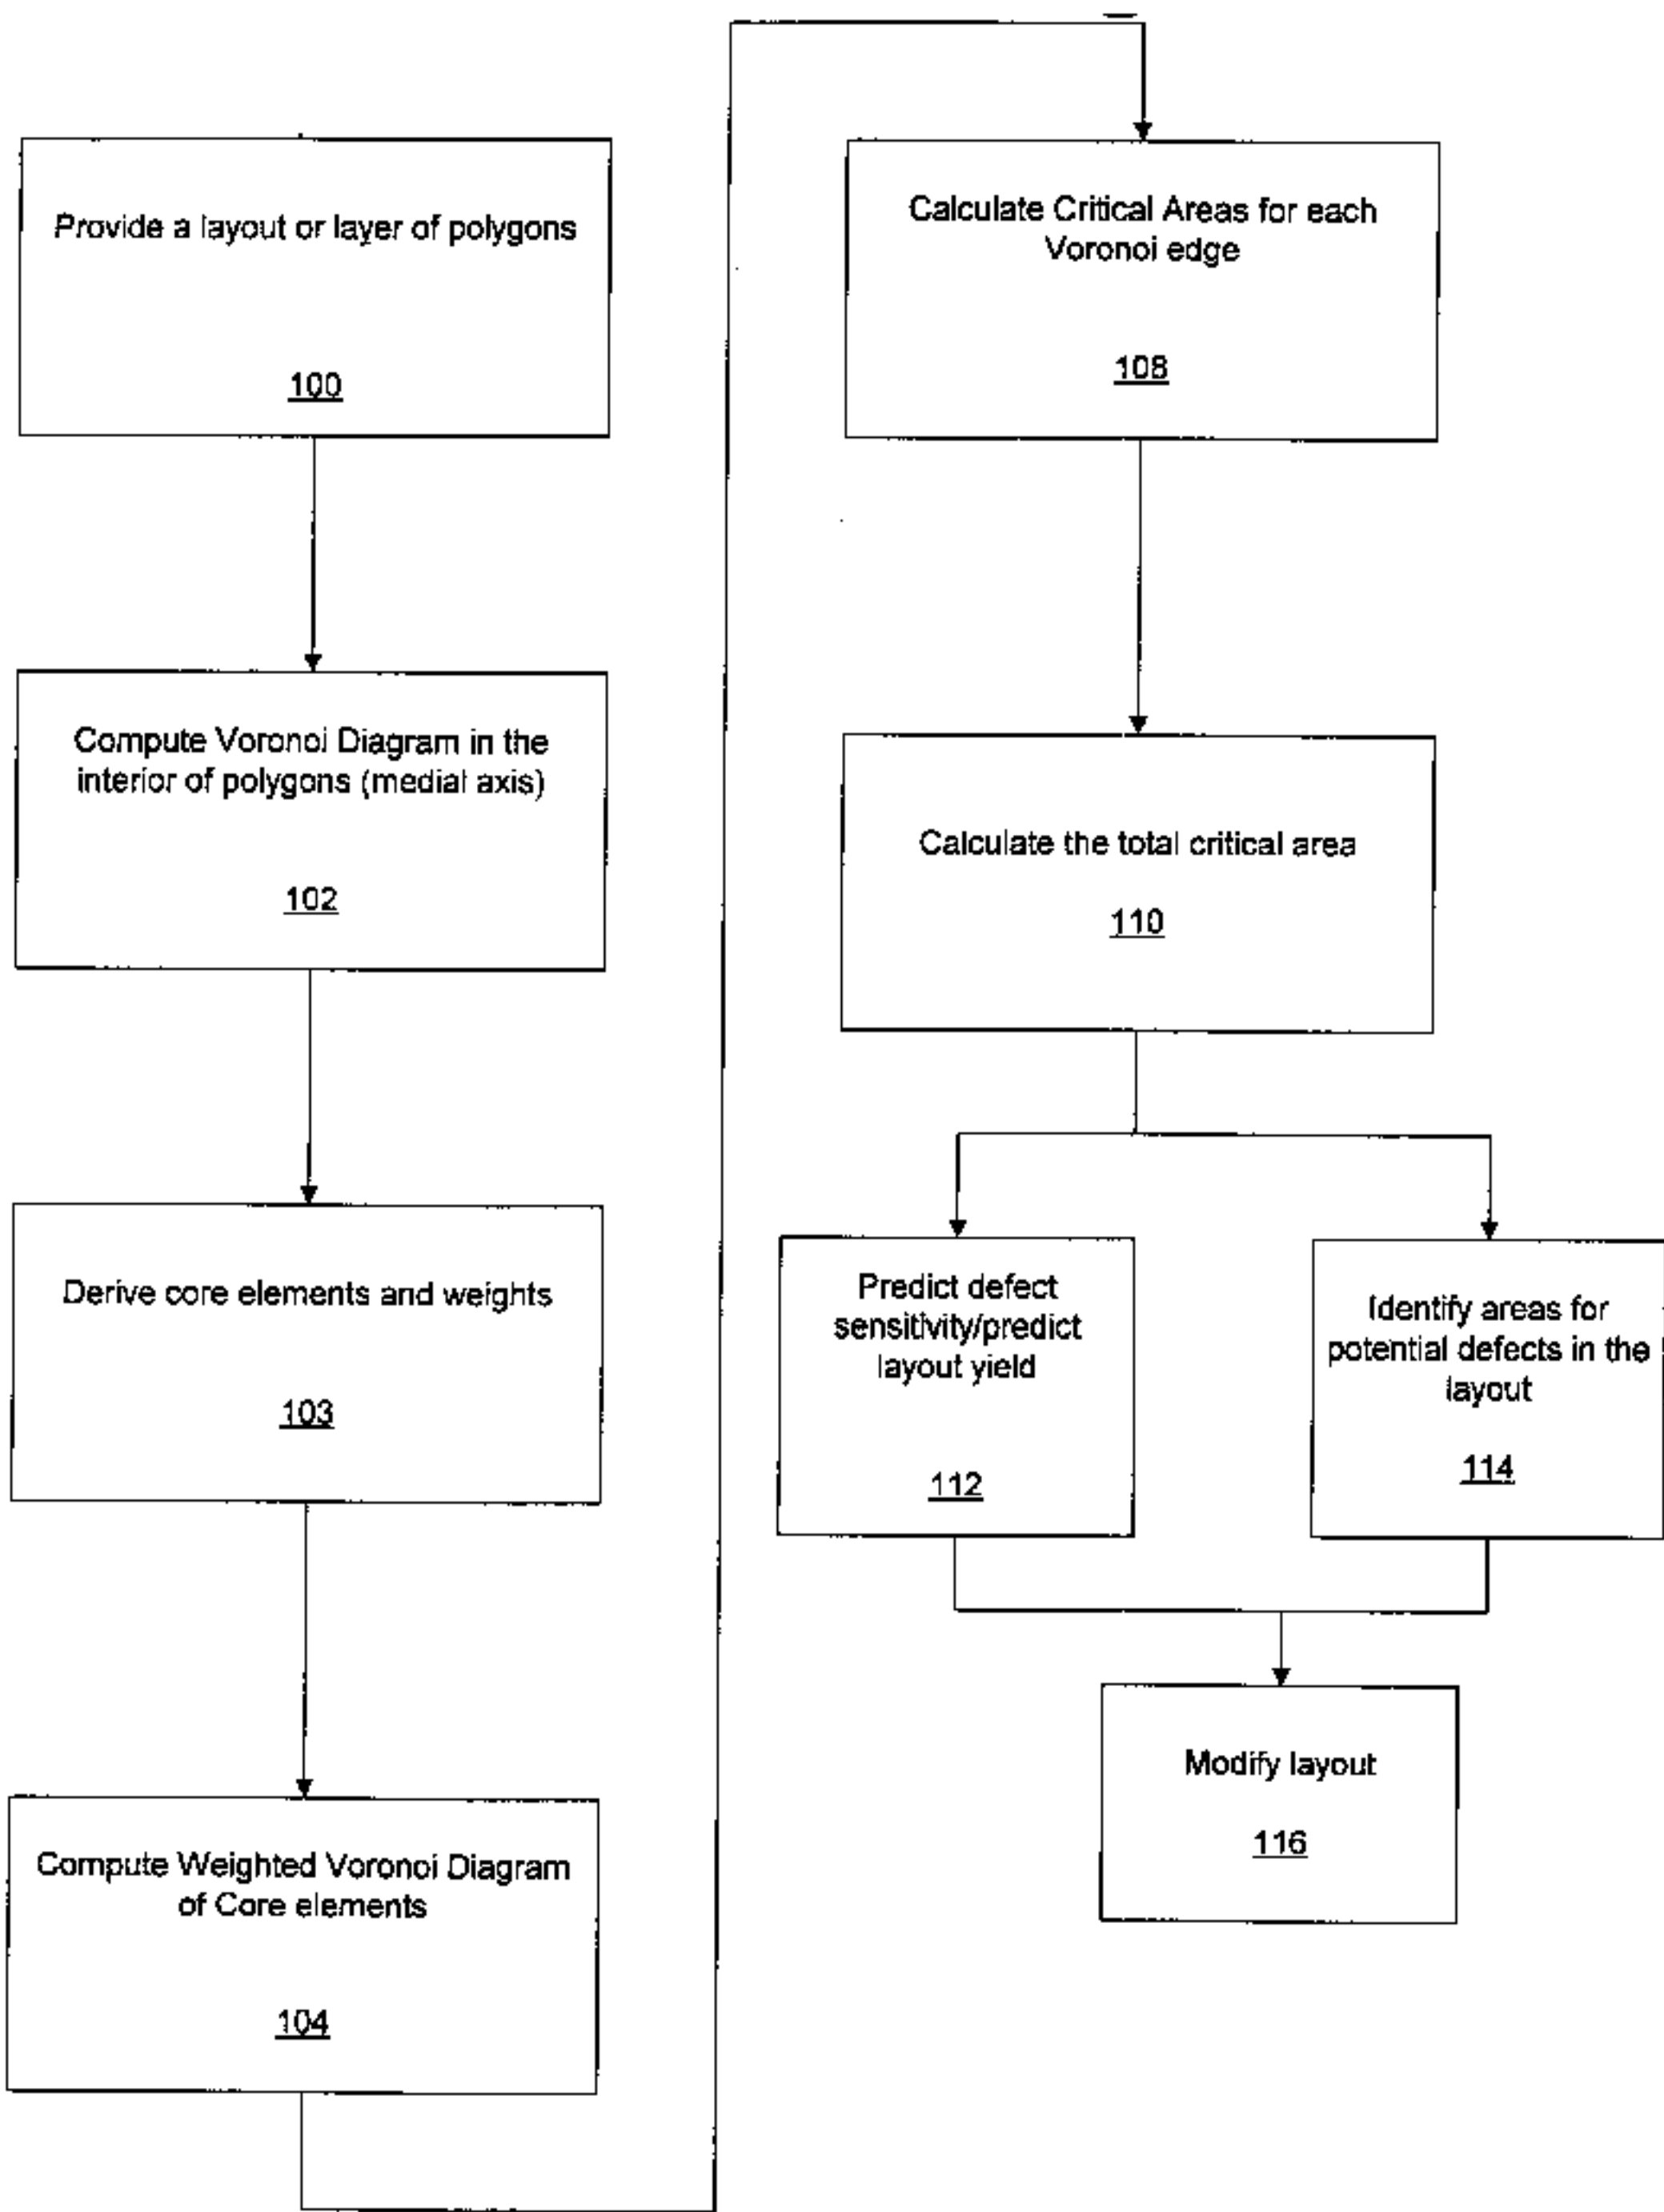 Provide a layout or layer of polygons
100
Compute Voronoi Diagram in the
interior of polygons (medial axis)
102
Derive core elements and weights
103
Compute Weighted Voronoi Diagram
of Core elements
104
Calculate Critical Areas for each
Voronoi edge
108
Calculate the total critical area
110
Predict defect
sensitivity/predict
layout yield
112
Identify areas for
potential defects in the
layout
114
Modify layout
116